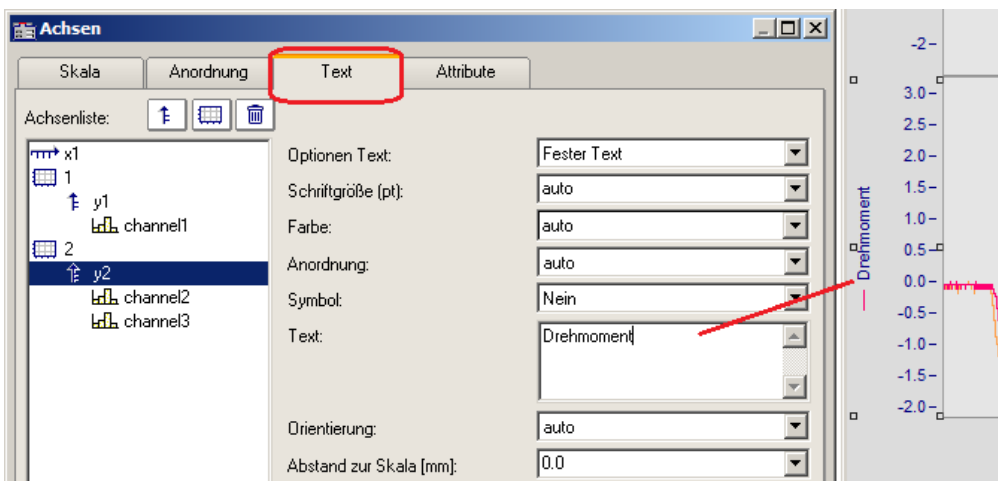 Achsen
Skala
Anordnung
Text
Attribute
Achsenliste:
x1
1
y1
channel1
2
y2
channel2
channel3
Optionen Text: Fester Text
Schriftgröße (pt): auto
Farbe: auto
Anordnung: auto
Symbol: Nein
Text: Drehmoment
Orientierung: auto
Abstand zur Skala [mm]: 0.0
-2
3.0
2.5
2.0
1.5
1.0
0.5
0.0
-0.5
-1.0
-1.5
-2.0
Drehmoment